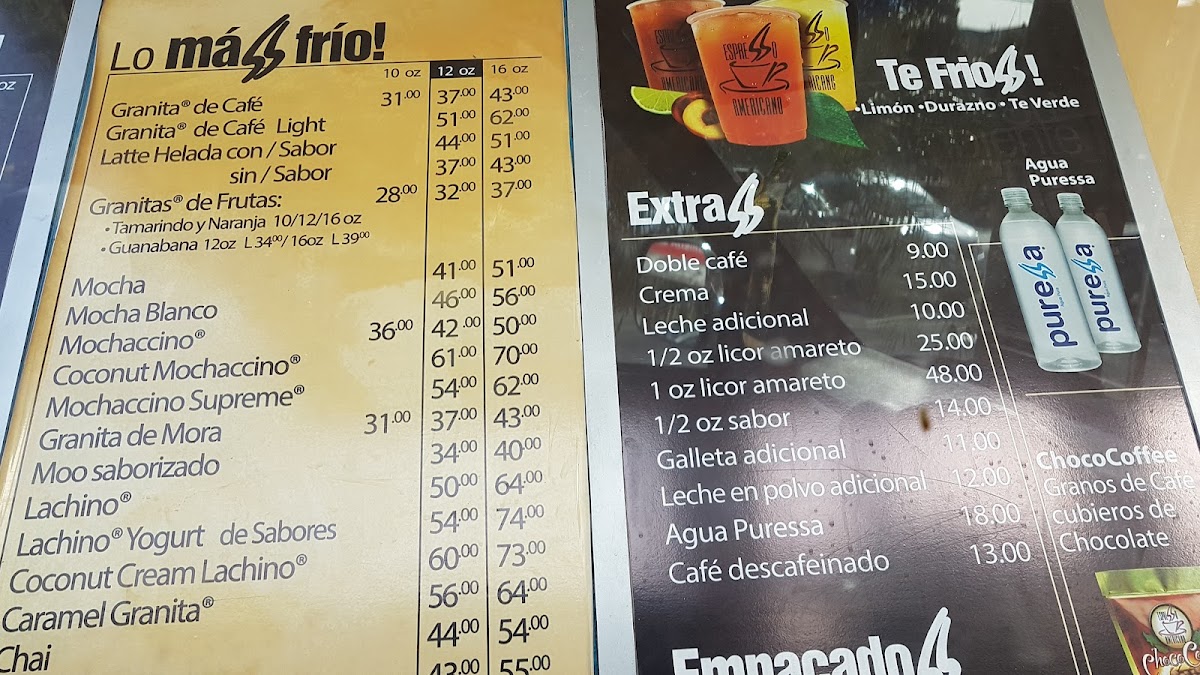 oz
Lo más frío!
10 oz 12 oz 16 oz
Granita® de Café 31.00 37.00 43.00
Granita® de Café Light 51.00 62.00
Latte Helada con / Sabor 44.00 51.00
sin / Sabor 37.00 43.00
Granitas® de Frutas: 28.00 32.00 37.00
• Tamarindo y Naranja 10/12/16 oz
• Guanabana 12oz L 34.00/ 16oz L 39.00
Mocha 41.00 51.00
Mocha Blanco 46.00 56.00
Mochaccino® 36.00 42.00 50.00
Coconut Mochaccino® 61.00 70.00
Mochaccino Supreme® 54.00 62.00
Granita de Mora 31.00 37.00 43.00
Moo saborizado 34.00 40.00
Lachino® 50.00 64.00
Lachino® Yogurt de Sabores 54.00 74.00
Coconut Cream Lachino® 60.00 73.00
Caramel Granita® 56.00 64.00
Chai 44.00 54.00
43.00 55.00
ESPRESSO
AMERICANO
Te Frios!
•Limón •Durazno •Te Verde
Extras
Doble café 9.00
Crema 15.00
Leche adicional 10.00
1/2 oz licor amareto 25.00
1 oz licor amareto 48.00
1/2 oz sabor 14.00
Galleta adicional 11.00
Leche en polvo adicional 12.00
Agua Puressa 18.00
Café descafeinado 13.00
Agua
Puressa
puressa
puressa
ChocoCoffee
Granos de Café
cubieros de
Chocolate
Empacados